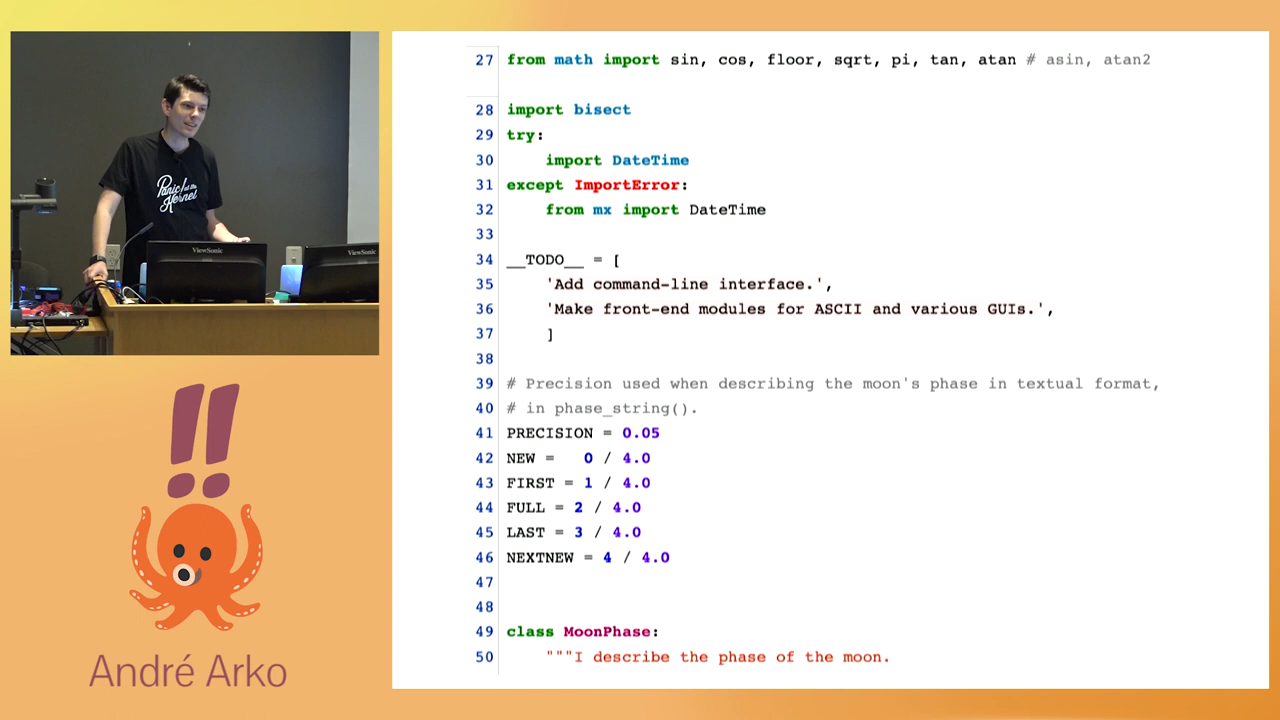 Panic! at the
Kernel
ViewSonic
ViewSonic
!!
André Arko
27 from math import sin, cos, floor, sqrt, pi, tan, atan # asin, atan2
28 import bisect
29 try:
30     import DateTime
31 except ImportError:
32     from mx import DateTime
33
34 __TODO__ = [
35     'Add command-line interface.',
36     'Make front-end modules for ASCII and various GUIs.',
37     ]
38
39 # Precision used when describing the moon's phase in textual format,
40 # in phase_string().
41 PRECISION = 0.05
42 NEW =   0 / 4.0
43 FIRST = 1 / 4.0
44 FULL = 2 / 4.0
45 LAST = 3 / 4.0
46 NEXTNEW = 4 / 4.0
47
48
49 class MoonPhase:
50     """I describe the phase of the moon.